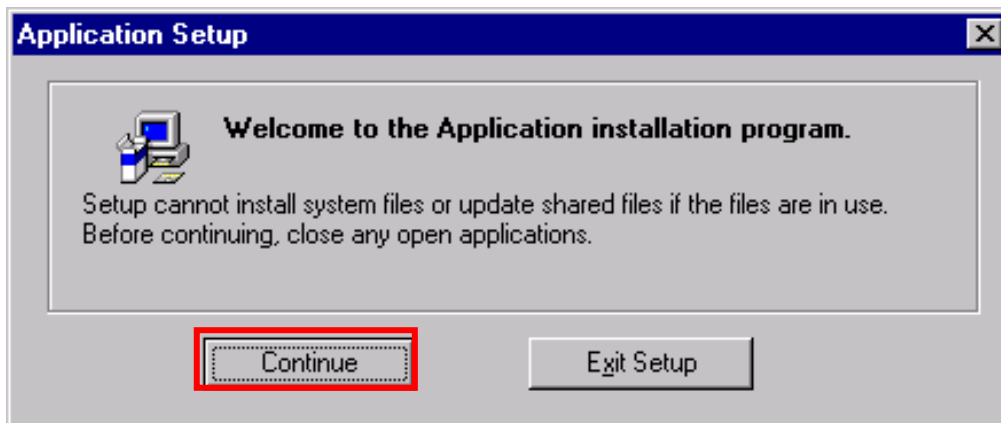 Application Setup
Welcome to the Application installation program.
Setup cannot install system files or update shared files if the files are in use.
Before continuing, close any open applications.
Continue
Exit Setup